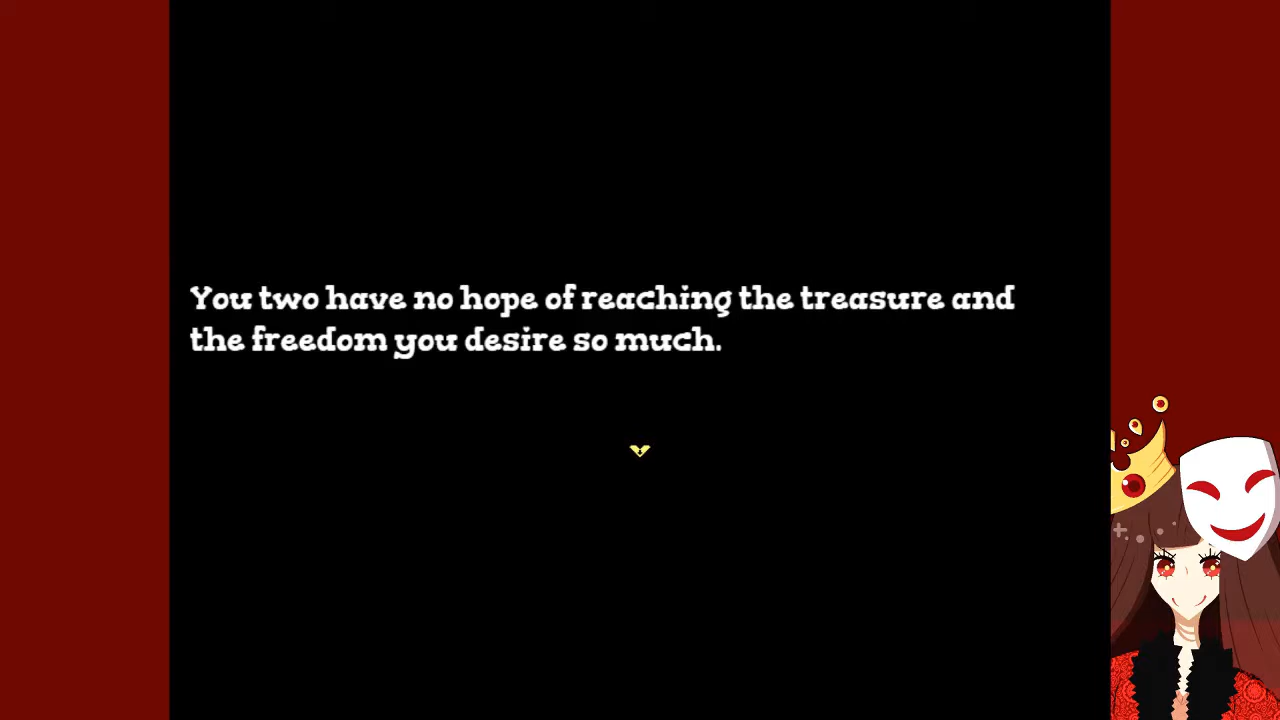 You two have no hope of reaching the treasure and
the freedom you desire so much.